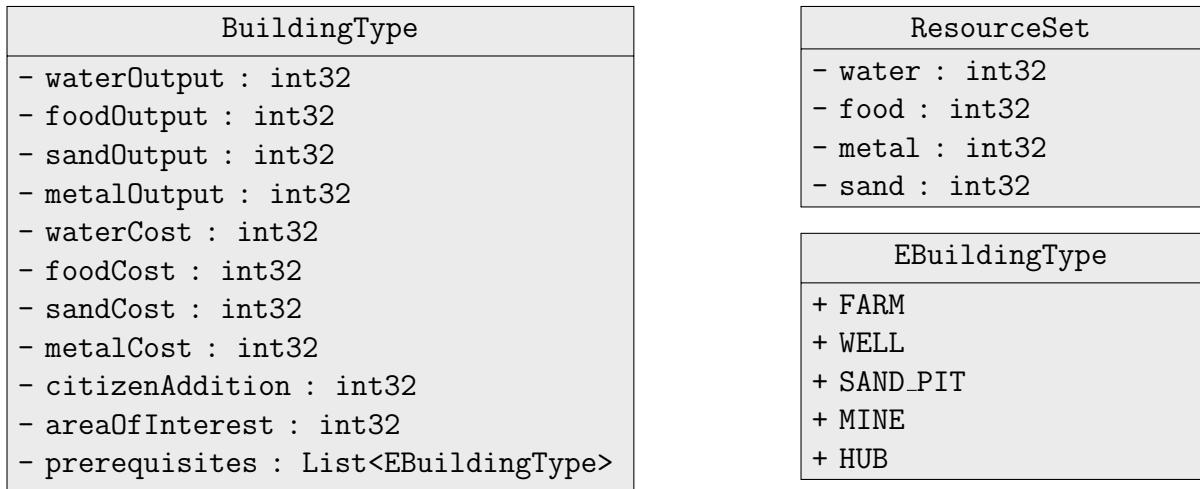 BuildingType
- waterOutput : int32
- foodOutput : int32
- sandOutput : int32
- metalOutput : int32
- waterCost : int32
- foodCost : int32
- sandCost : int32
- metalCost : int32
- citizenAddition : int32
- areaOfInterest : int32
- prerequisites : List<EBuildingType>
ResourceSet
- water : int32
- food : int32
- metal : int32
- sand : int32
EBuildingType
+ FARM
+ WELL
+ SAND_PIT
+ MINE
+ HUB